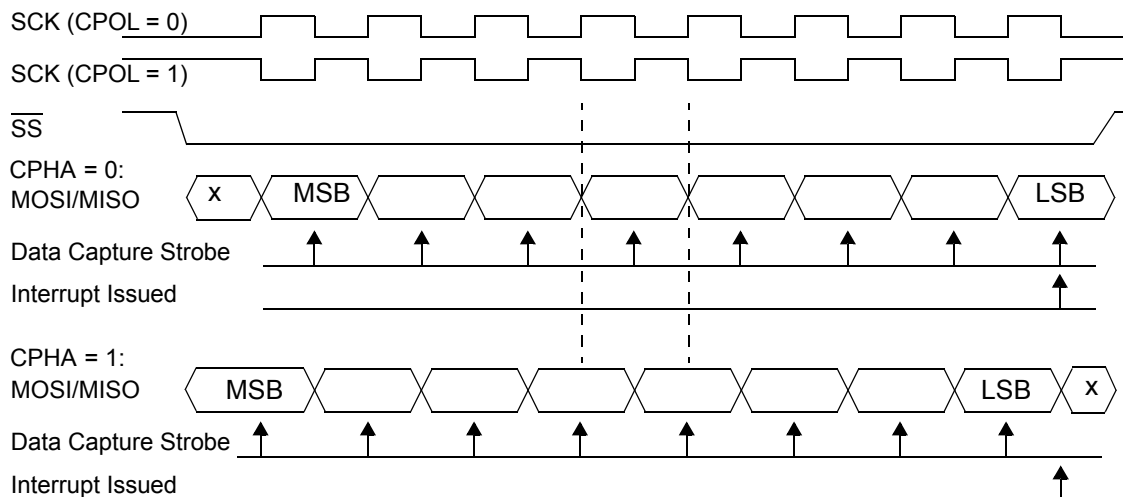 SCK (CPOL = 0)
SCK (CPOL = 1)
SS
CPHA = 0:
MOSI/MISO
x
MSB
LSB
Data Capture Strobe
Interrupt Issued
CPHA = 1:
MOSI/MISO
MSB
LSB
x
Data Capture Strobe
Interrupt Issued